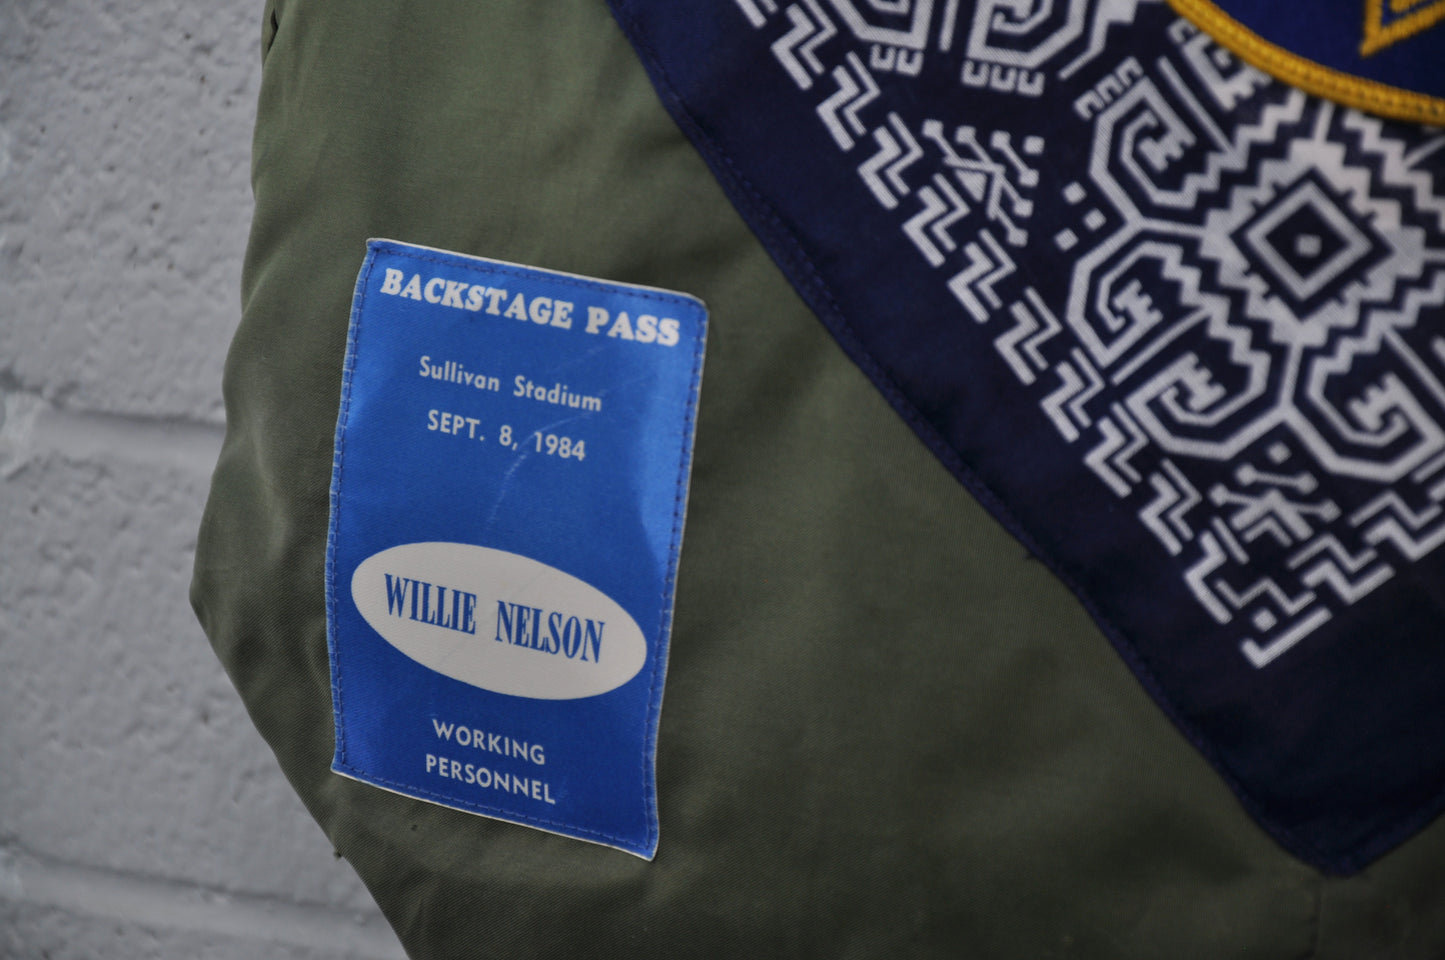 BACKSTAGE PASS
Sullivan Stadium
SEPT. 8, 1984
WILLIE NELSON
WORKING
PERSONNEL